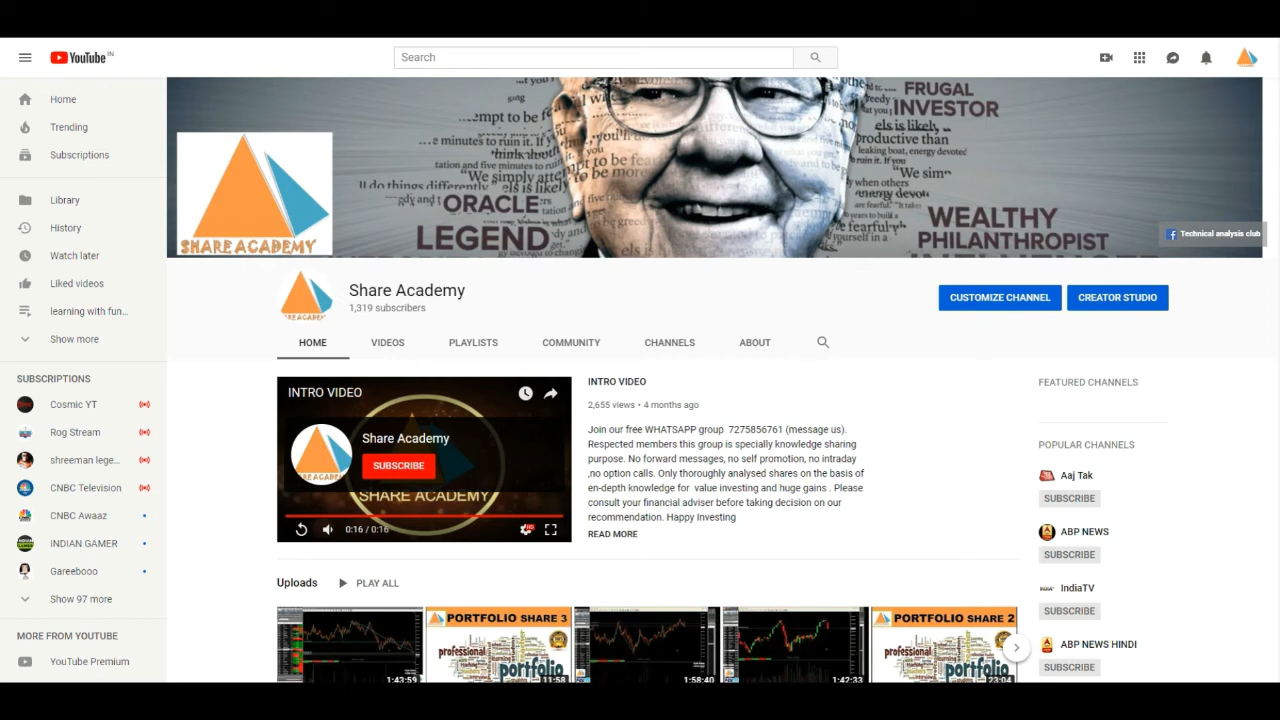 YouTube IN
Search
Home
Trending
Subscriptions
Library
History
Watch later
Liked videos
learning with fun...
Show more
SUBSCRIPTIONS
Cosmic YT
Rog Stream
shreeman lege...
CNBC Television
CNBC Awaaz
INDIAN GAMER
Gareebooo
Show 97 more
MORE FROM YOUTUBE
YouTube Premium
FRUGAL
INVESTOR
ORACLE
LEGEND
WEALTHY
PHILANTHROPIST
SHARE ACADEMY
Technical analysis club
Share Academy
1,319 subscribers
CUSTOMIZE CHANNEL
CREATOR STUDIO
HOME
VIDEOS
PLAYLISTS
COMMUNITY
CHANNELS
ABOUT
INTRO VIDEO
Share Academy
SUBSCRIBE
SHARE ACADEMY
0:16 / 0:16
INTRO VIDEO
2,655 views • 4 months ago
Join our free WHATSAPP group 7275856761 (message us).
Respected members this group is specially knowledge sharing
purpose. No forward messages, no self promotion, no intraday
,no option calls. Only thoroughly analysed shares on the basis of
en-depth knowledge for value investing and huge gains . Please
consult your financial adviser before taking decision on our
recommendation. Happy Investing
READ MORE
FEATURED CHANNELS
POPULAR CHANNELS
Aaj Tak
SUBSCRIBE
ABP NEWS
SUBSCRIBE
IndiaTV
SUBSCRIBE
ABP NEWS HINDI
SUBSCRIBE
Uploads
PLAY ALL
1:43:59
PORTFOLIO SHARE 3
professional
portfolio
11:58
1:58:40
1:42:33
PORTFOLIO SHARE 2
professional
portfolio
23:04